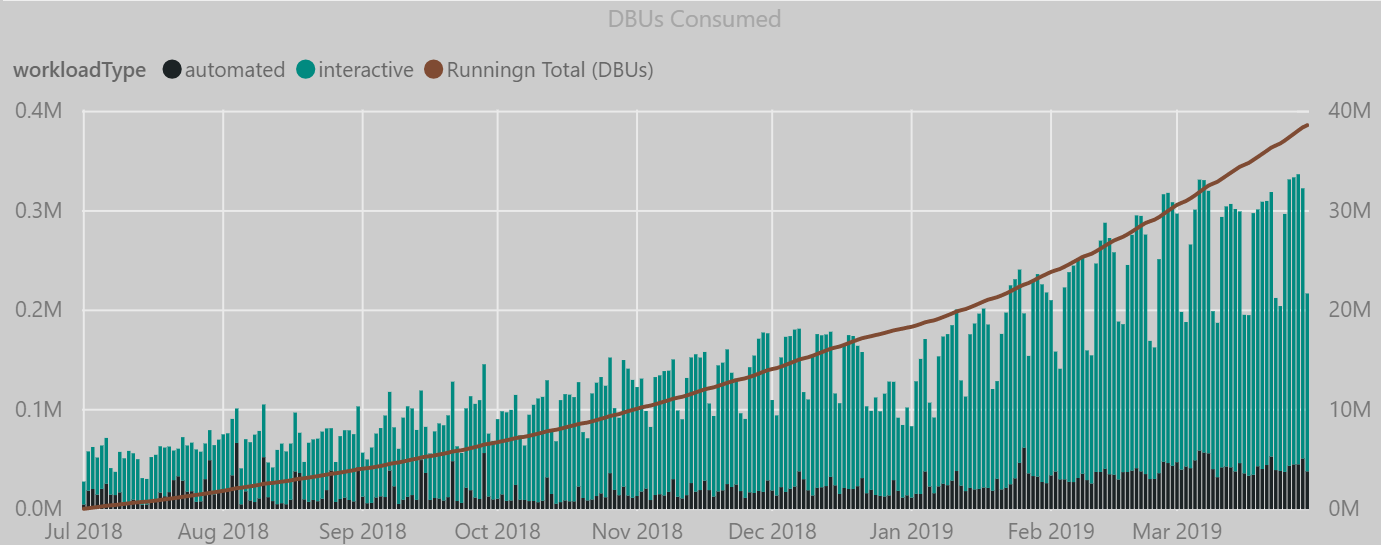 DBUs Consumed
workloadType automated interactive Runningn Total (DBUs)
0.4M 40M
0.3M 30M
0.2M 20M
0.1M 10M
0.0M 0M
Jul 2018 Aug 2018 Sep 2018 Oct 2018 Nov 2018 Dec 2018 Jan 2019 Feb 2019 Mar 2019